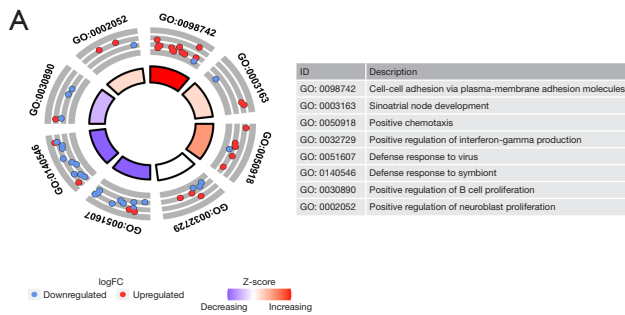 A
GO:0002052
GO:0098742
GO:0003163
GO:0050918
GO:0032729
GO:0051607
GO:0140546
GO:0030890
ID Description
GO: 0098742 Cell-cell adhesion via plasma-membrane adhesion molecules
GO: 0003163 Sinoatrial node development
GO: 0050918 Positive chemotaxis
GO: 0032729 Positive regulation of interferon-gamma production
GO: 0051607 Defense response to virus
GO: 0140546 Defense response to symbiont
GO: 0030890 Positive regulation of B cell proliferation
GO: 0002052 Positive regulation of neuroblast proliferation
logFC
Downregulated Upregulated
Z-score
Decreasing Increasing